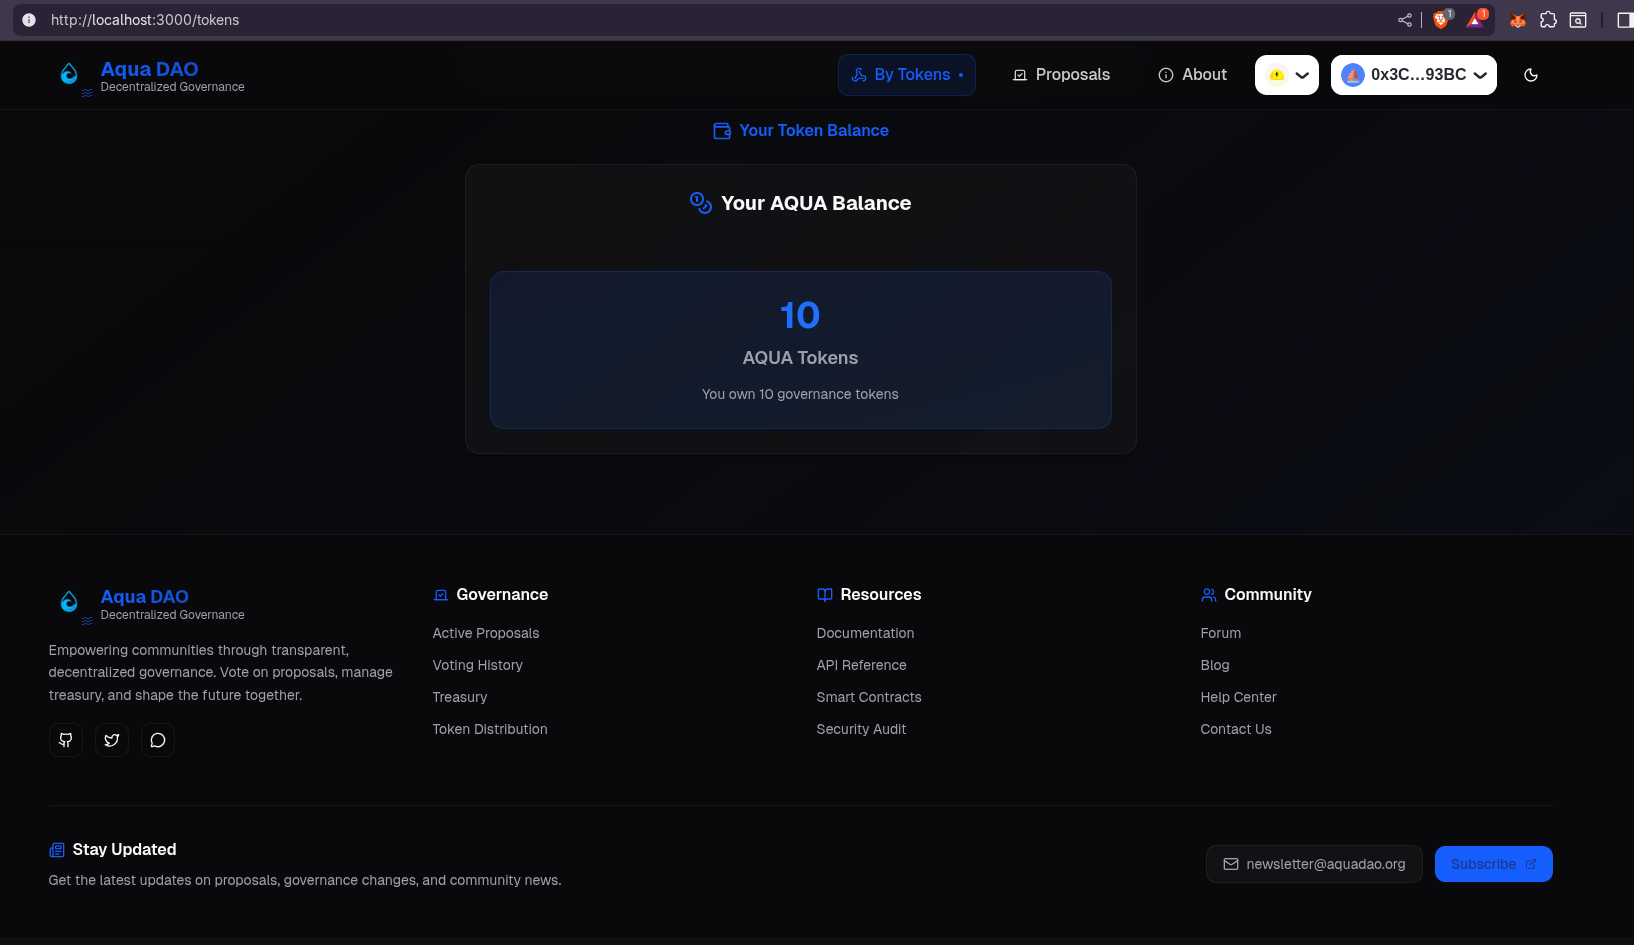 http://localhost:3000/tokens
1
1
Aqua DAO
Decentralized Governance
By Tokens
Proposals
About
0x3C...93BC
Your Token Balance
Your AQUA Balance
10
AQUA Tokens
You own 10 governance tokens
Aqua DAO
Decentralized Governance
Empowering communities through transparent,
decentralized governance. Vote on proposals, manage
treasury, and shape the future together.
Governance
Active Proposals
Voting History
Treasury
Token Distribution
Resources
Documentation
API Reference
Smart Contracts
Security Audit
Community
Forum
Blog
Help Center
Contact Us
Stay Updated
Get the latest updates on proposals, governance changes, and community news.
newsletter@aquadao.org
Subscribe